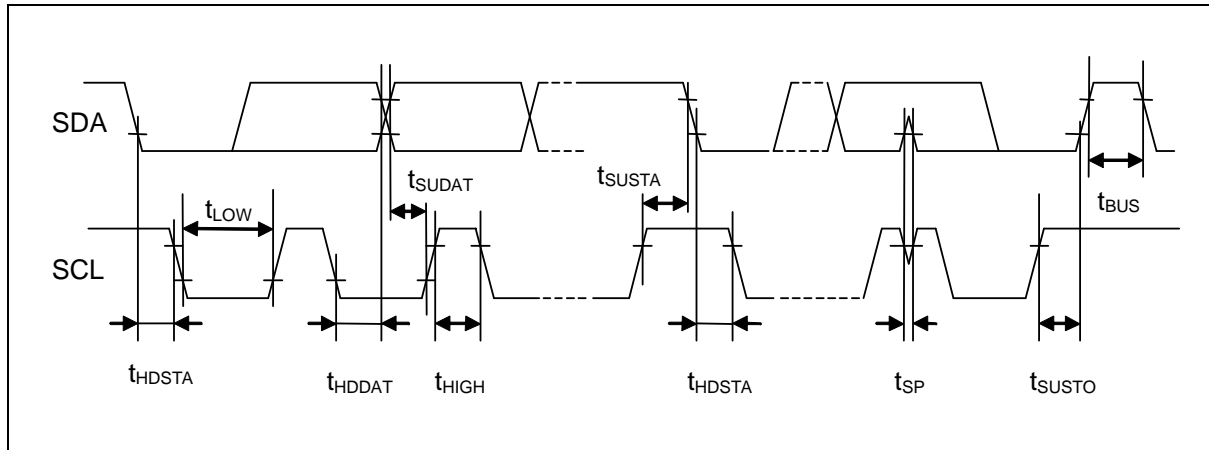 SDA
tSUDAT
tSUSTA
tBUS
tLOW
SCL
tHDSTA
tHDDAT
tHIGH
tHDSTA
tSP
tSUSTO